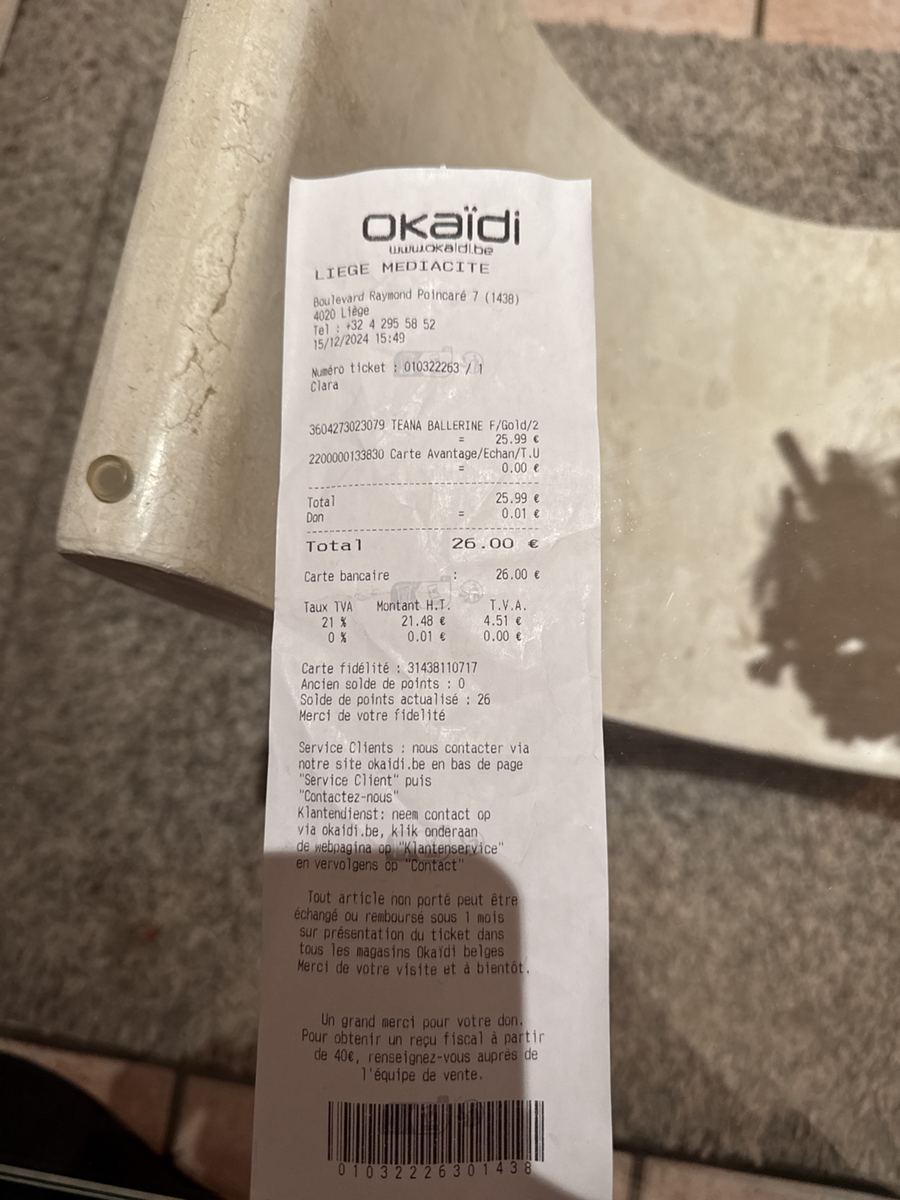 OKaïdi
www.okaidi.be
LIEGE MEDIACITE
Boulevard Raymond Poincaré 7 (1438)
4020 Liège
Tel : +32 4 295 58 52
15/12/2024 15:49
Numéro ticket : 010322263 / 1
Clara
3604273023079 TEANA BALLERINE F/Gold/2
= 25.99 €
2200000133830 Carte Avantage/Echan/T.U
= 0.00 €
Total 25.99 €
Don = 0.01 €
Total 26.00 €
Carte bancaire : 26.00 €
Taux TVA Montant H.T. T.V.A.
21 % 21.48 € 4.51 €
0 % 0.01 € 0.00 €
Carte fidélité : 31438110717
Ancien solde de points : 0
Solde de points actualisé : 26
Merci de votre fidelité
Service Clients : nous contacter via
notre site okaidi.be en bas de page
"Service Client" puis
"Contactez-nous"
Klantendienst: neem contact op
via okaidi.be, klik onderaan
de webpagina op "Klantenservice"
en vervolgens op "Contact"
Tout article non porté peut être
échangé ou remboursé sous 1 mois
sur présentation du ticket dans
tous les magasins Okaïdi belges
Merci de votre visite et à bientôt.
Un grand merci pour votre don.
Pour obtenir un reçu fiscal à partir
de 40€, renseignez-vous auprès de
l'équipe de vente.
01032226301438